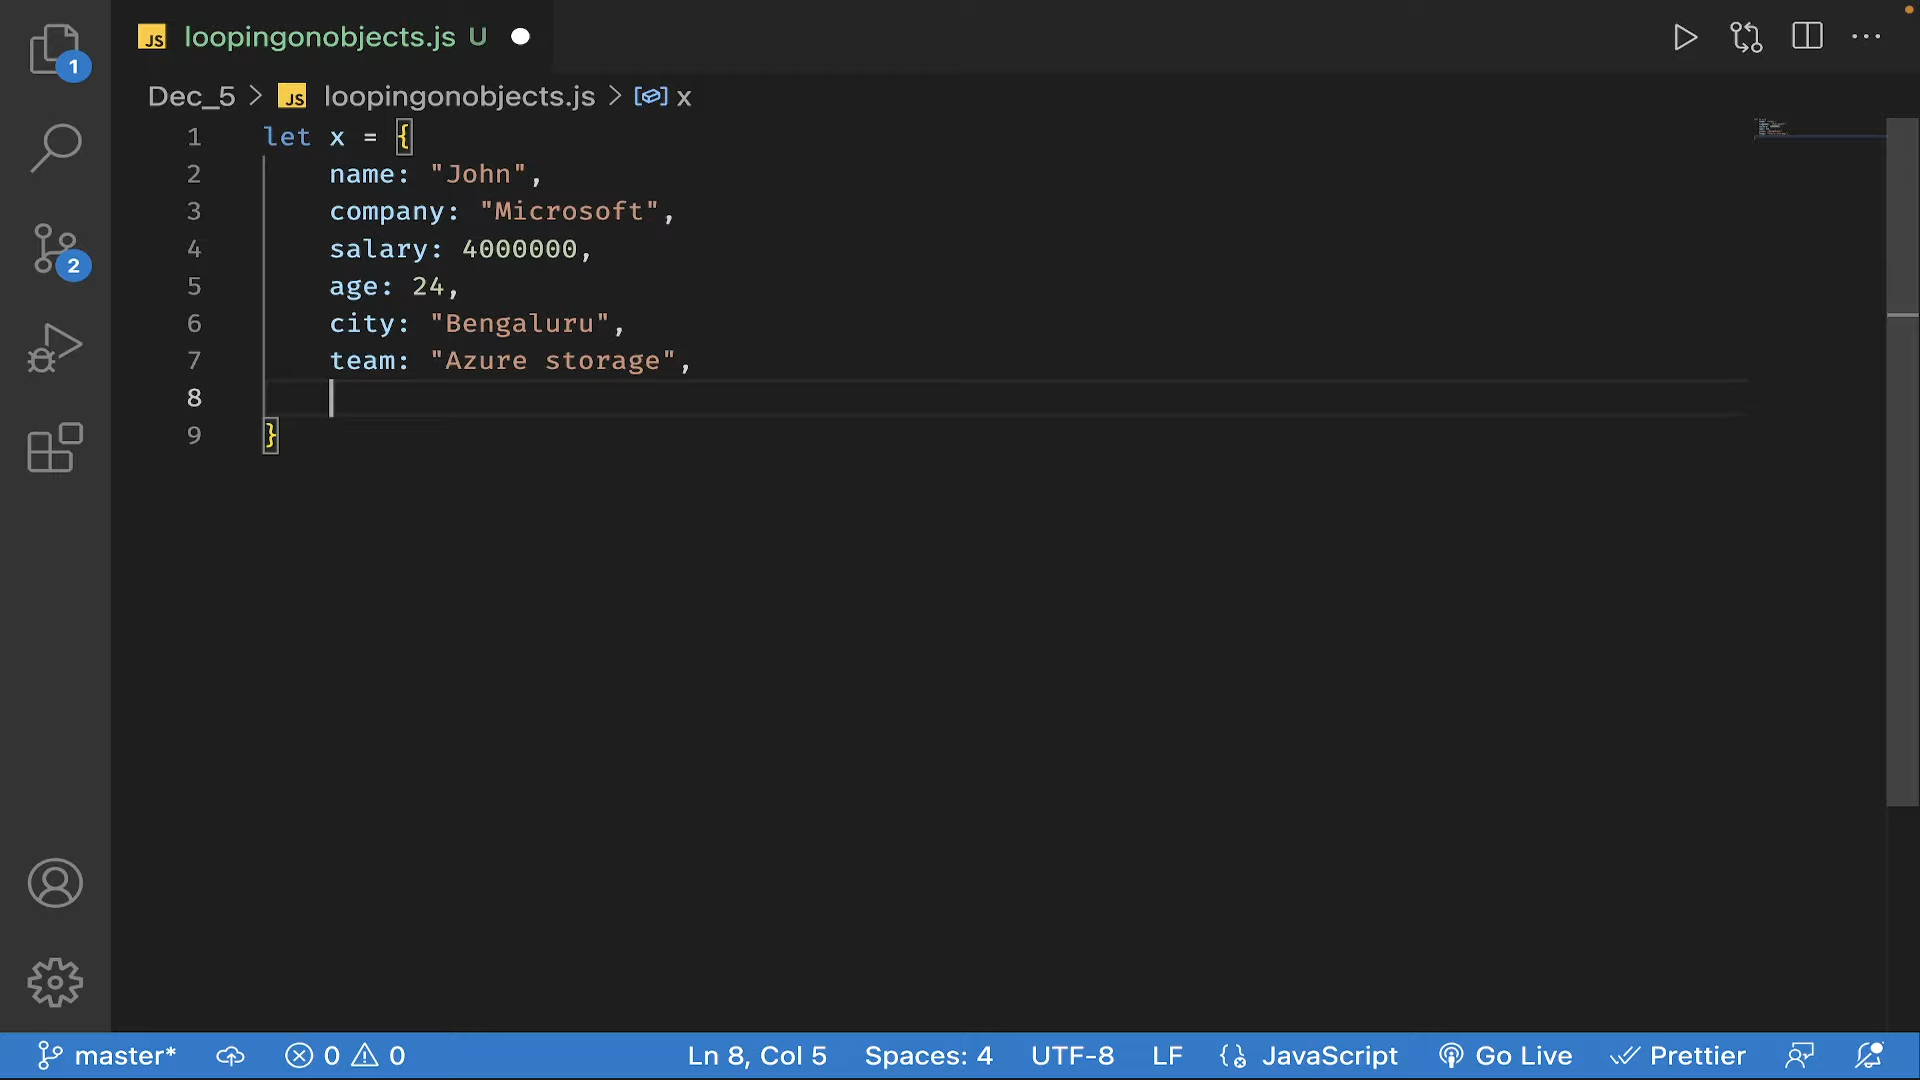 JS loopingonobjects.js U
1
Dec_5 > JS loopingonobjects.js > x
1 let x = {
2 name: "John",
3 company: "Microsoft",
4 salary: 4000000,
5 age: 24,
6 city: "Bengaluru",
7 team: "Azure storage",
8
9 }
2
master* 0 0 Ln 8, Col 5 Spaces: 4 UTF-8 LF JavaScript Go Live Prettier